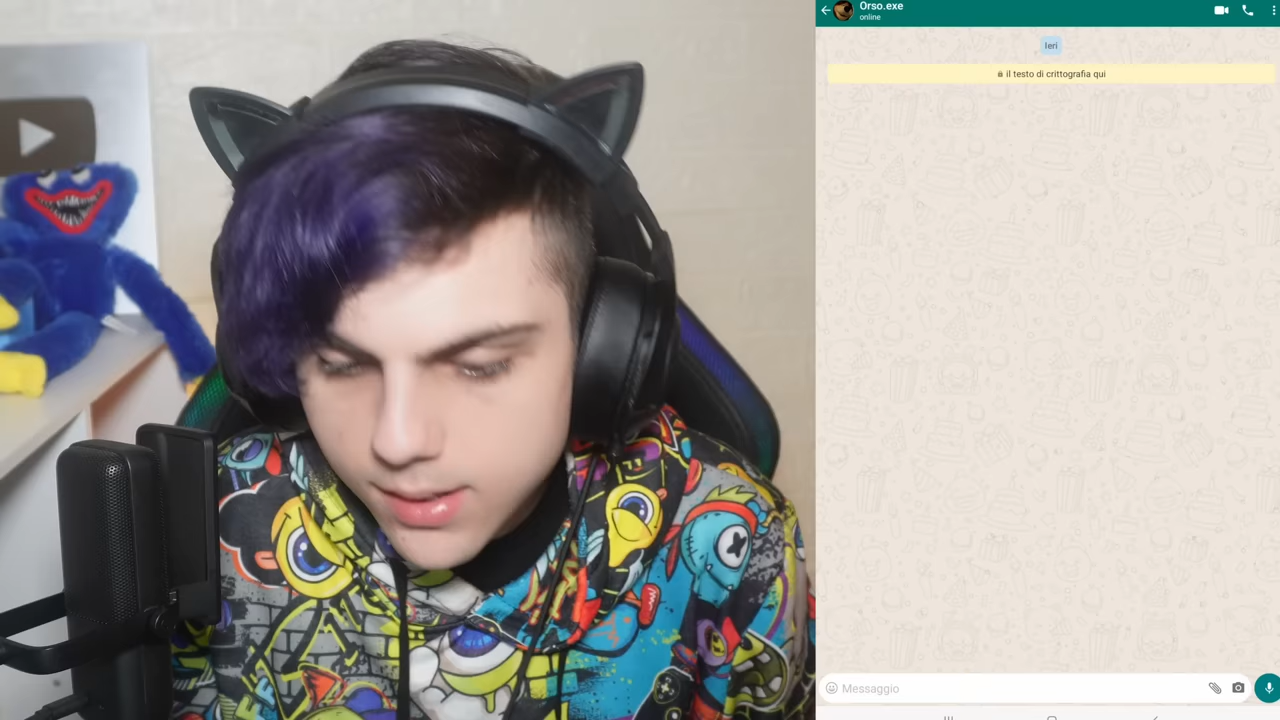 Orso.exe
online
Ieri
il testo di crittografia qui
Messaggio